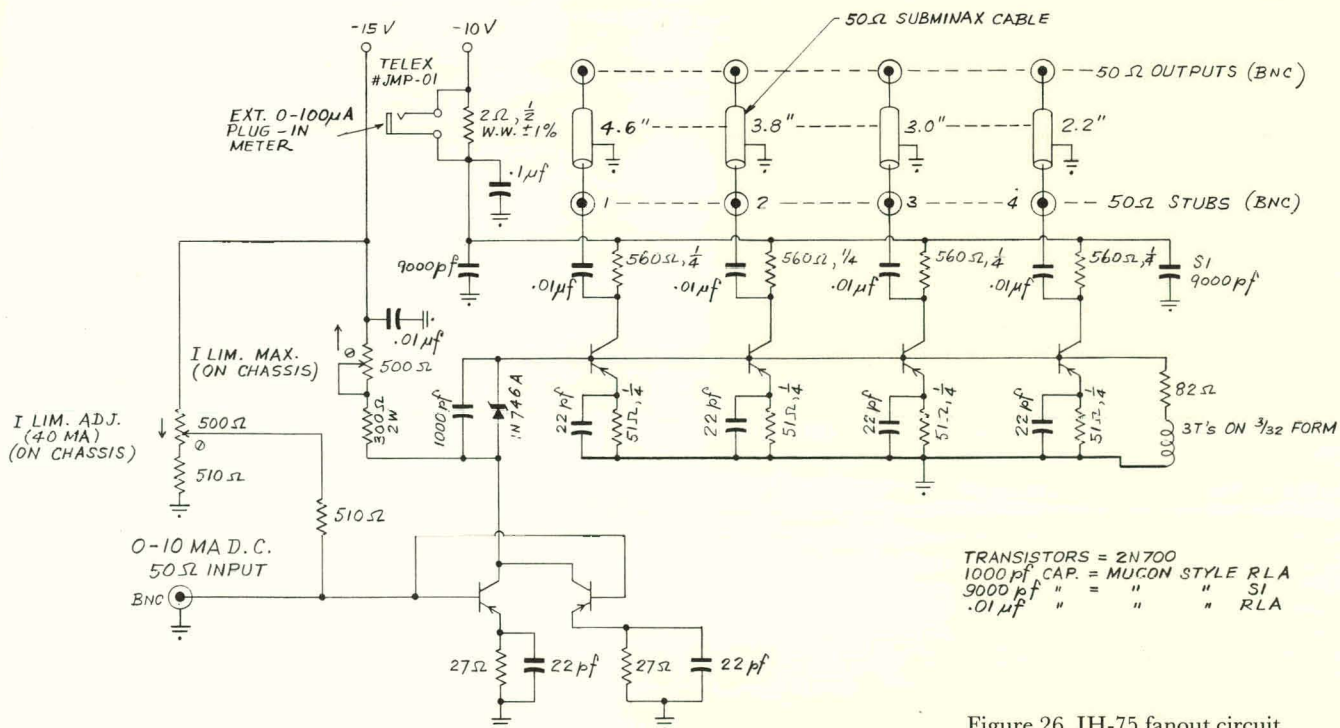 -15 V
-10 V
50Ω SUBMINAX CABLE
TELEX
#JMP-01
EXT. 0-100μA
PLUG-IN
METER
2Ω, 1/2
W.W. ±1%
.1μf
50 Ω OUTPUTS (BNC)
4.6"
3.8"
3.0"
2.2"
1
2
3
4
50Ω STUBS (BNC)
9000pf
560Ω, 1/4
560Ω, 1/4
560Ω, 1/4
560Ω, 1/4
S1
9000pf
.01μf
.01μf
.01μf
.01μf
.01μf
I LIM. MAX.
(ON CHASSIS)
500Ω
300Ω
2W
1000pf
1N746A
22pf
51Ω, 1/4
22pf
51Ω, 1/4
22pf
51Ω, 1/4
22pf
51Ω, 1/4
82Ω
3T's ON 3/32 FORM
I LIM. ADJ.
(40 MA)
(ON CHASSIS)
500Ω
510Ω
510Ω
0-10 MA D.C.
50Ω INPUT
BNC
27Ω
22pf
27Ω
22pf
TRANSISTORS = 2N700
1000pf CAP. = MUCON STYLE RLA
9000pf " = " " S1
.01μf " " " RLA
Figure 26. IH-75 fanout circuit